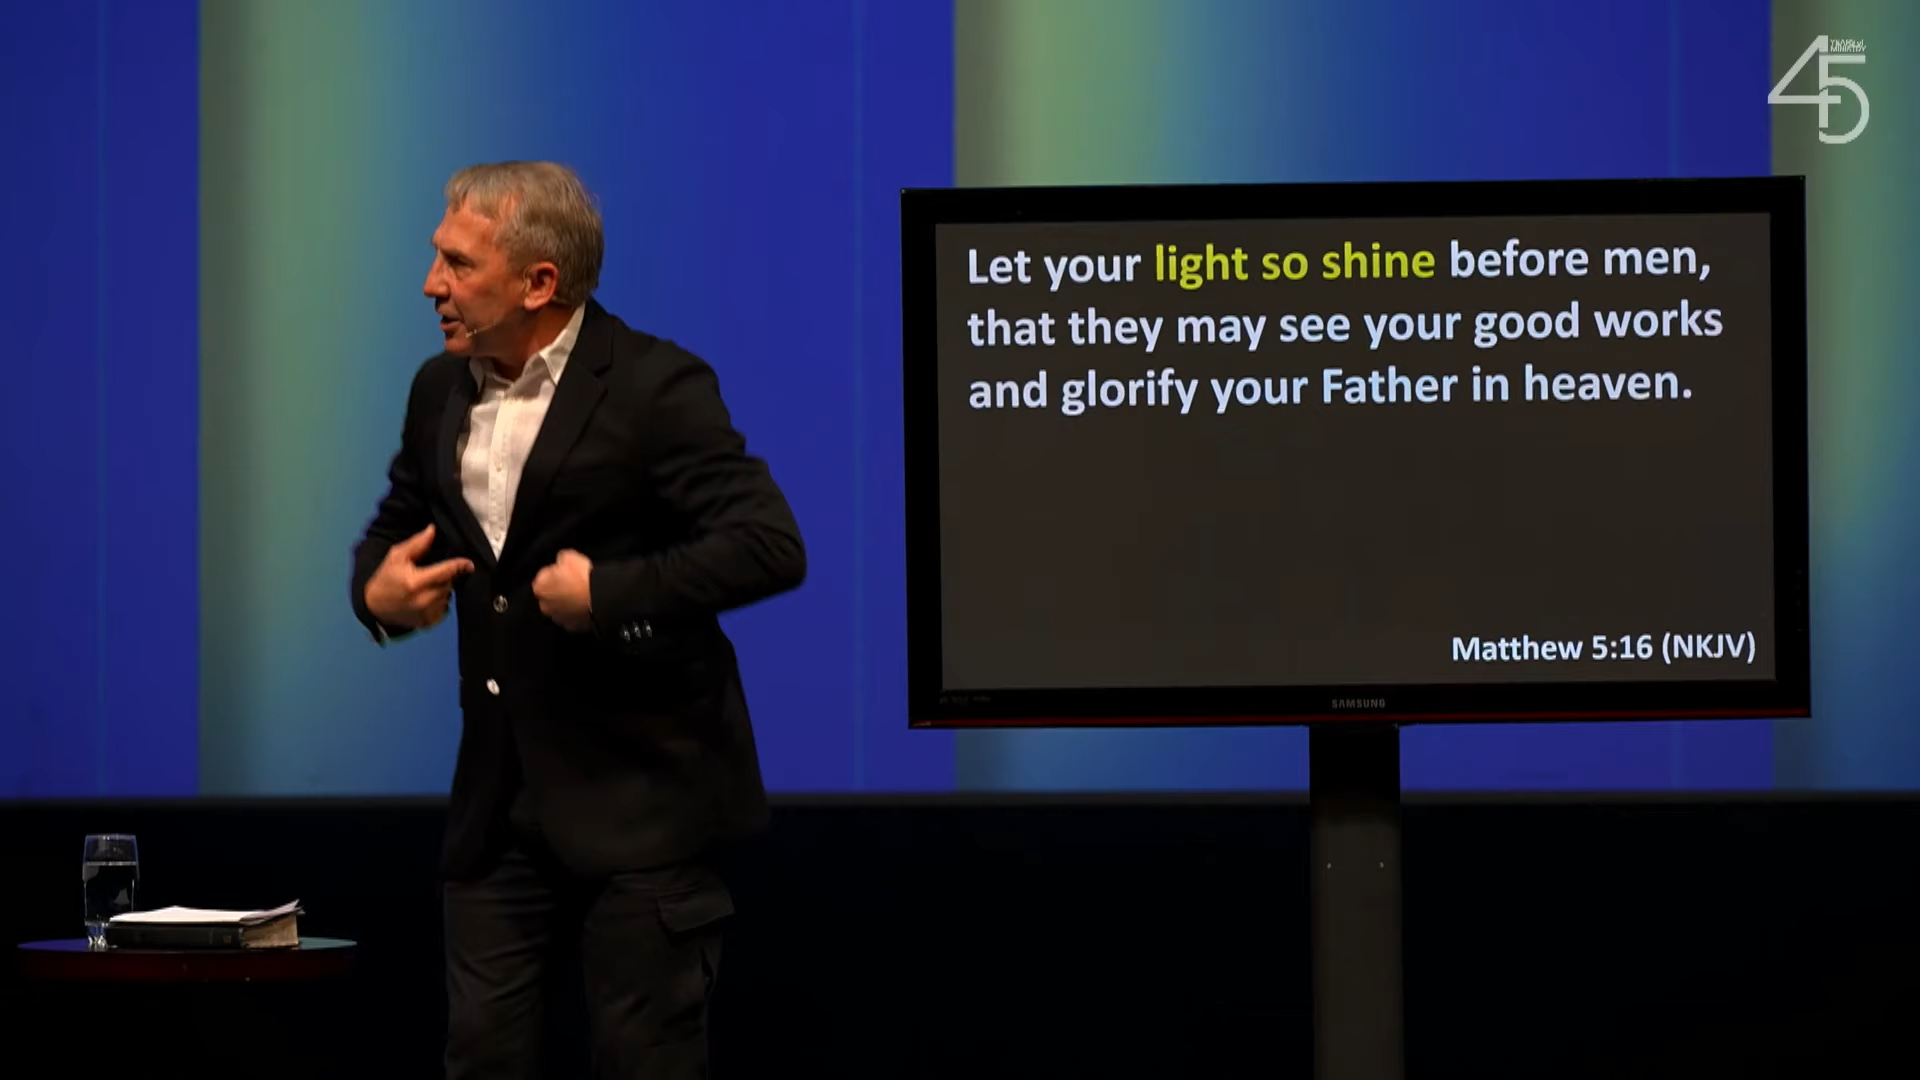 45
Let your light so shine before men,
that they may see your good works
and glorify your Father in heaven.
Matthew 5:16 (NKJV)
SAMSUNG